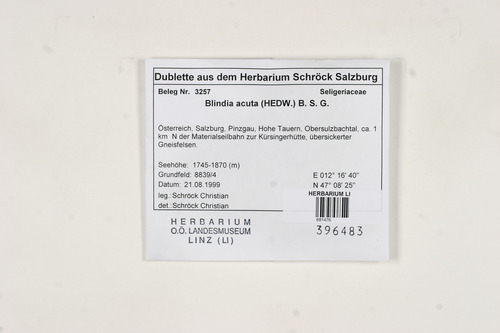 Dublette aus dem Herbarium Schröck Salzburg
Beleg Nr. 3257 Seligeriaceae
Blindia acuta (HEDW.) B. S. G.
Österreich, Salzburg, Pinzgau, Hohe Tauern, Obersulzbachtal, ca. 1
km N der Materialseilbahn zur Kürsingerhütte, übersickerter
Gneisfelsen.
Seehöhe: 1745-1870 (m)
Grundfeld: 8839/4 E 012° 16' 40"
Datum: 21.08.1999 N 47° 08' 25"
leg.: Schröck Christian
det.: Schröck Christian
HERBARIUM LI
691476
396483
HERBARIUM
O.Ö. LANDESMUSEUM
LINZ (LI)